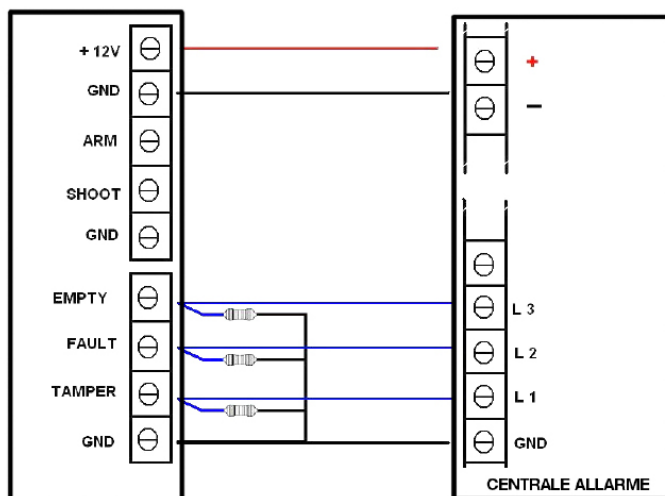 + 12V
GND
ARM
SHOOT
GND
EMPTY
FAULT
TAMPER
GND
+
−
L 3
L 2
L 1
GND
CENTRALE ALLARME